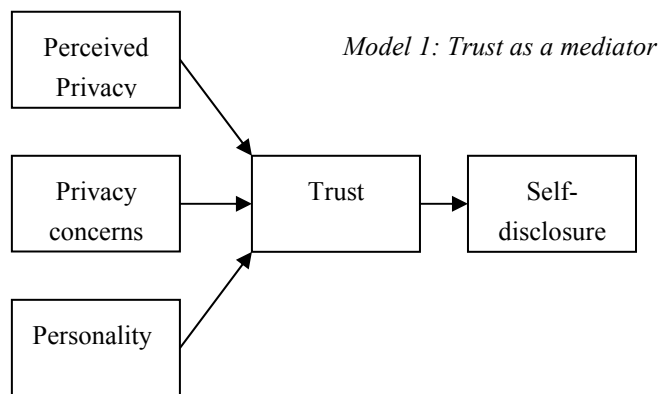 Perceived
Privacy
Model 1: Trust as a mediator
Privacy
concerns
Trust
Self-
disclosure
Personality